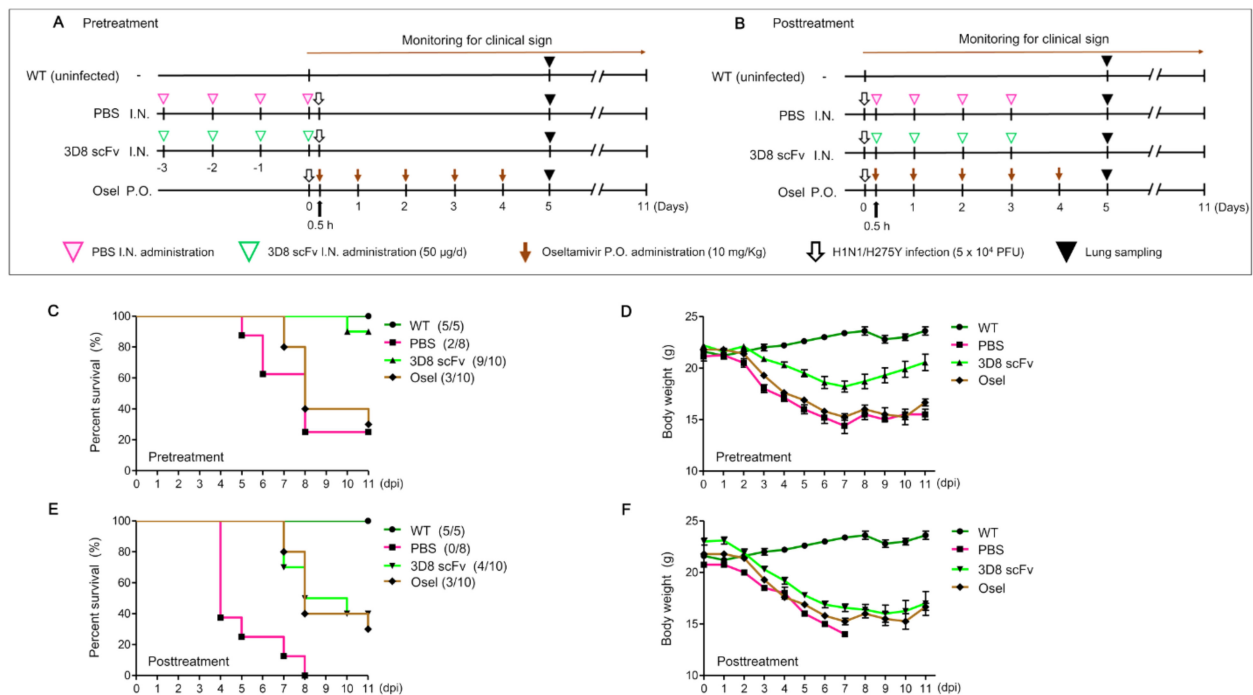 A Pretreatment
Monitoring for clinical sign
WT (uninfected) -
PBS I.N.
3D8 scFv I.N.
-3 -2 -1
Osel P.O.
0 1 2 3 4 5 11 (Days)
0.5 h
B Posttreatment
Monitoring for clinical sign
WT (uninfected) -
PBS I.N.
3D8 scFv I.N.
Osel P.O.
0 1 2 3 4 5 11 (Days)
0.5 h
PBS I.N. administration
3D8 scFv I.N. administration (50 µg/d)
Oseltamivir P.O. administration (10 mg/Kg)
H1N1/H275Y infection (5 x 10⁴ PFU)
Lung sampling
C
Percent survival (%)
100
80
60
40
20
0
WT (5/5)
PBS (2/8)
3D8 scFv (9/10)
Osel (3/10)
Pretreatment
0 1 2 3 4 5 6 7 8 9 10 11 (dpi)
D
Body weight (g)
25
20
15
10
WT
PBS
3D8 scFv
Osel
Pretreatment
0 1 2 3 4 5 6 7 8 9 10 11 (dpi)
E
Percent survival (%)
100
80
60
40
20
0
WT (5/5)
PBS (0/8)
3D8 scFv (4/10)
Osel (3/10)
Posttreatment
0 1 2 3 4 5 6 7 8 9 10 11 (dpi)
F
Body weight (g)
25
20
15
10
WT
PBS
3D8 scFv
Osel
Posttreatment
0 1 2 3 4 5 6 7 8 9 10 11 (dpi)